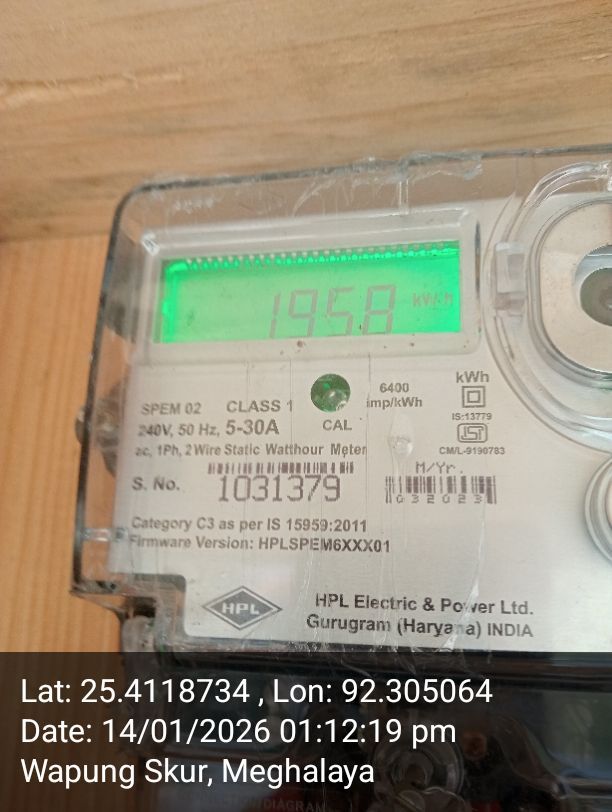 1958 kWh
SPEM 02 CLASS 1
6400 imp/kWh
kWh
240V, 50 Hz, 5-30A
CAL
IS:13779
ISI
CM/L-9190783
ac, 1Ph, 2 Wire Static Watthour Meter
M/Yr.
S. No. 1031379
032023
Category C3 as per IS 15959:2011
Firmware Version: HPLSPEM6XXX01
HPL
HPL Electric & Power Ltd.
Gurugram (Haryana) INDIA
Lat: 25.4118734 , Lon: 92.305064
Date: 14/01/2026 01:12:19 pm
Wapung Skur, Meghalaya
DIAGRAM